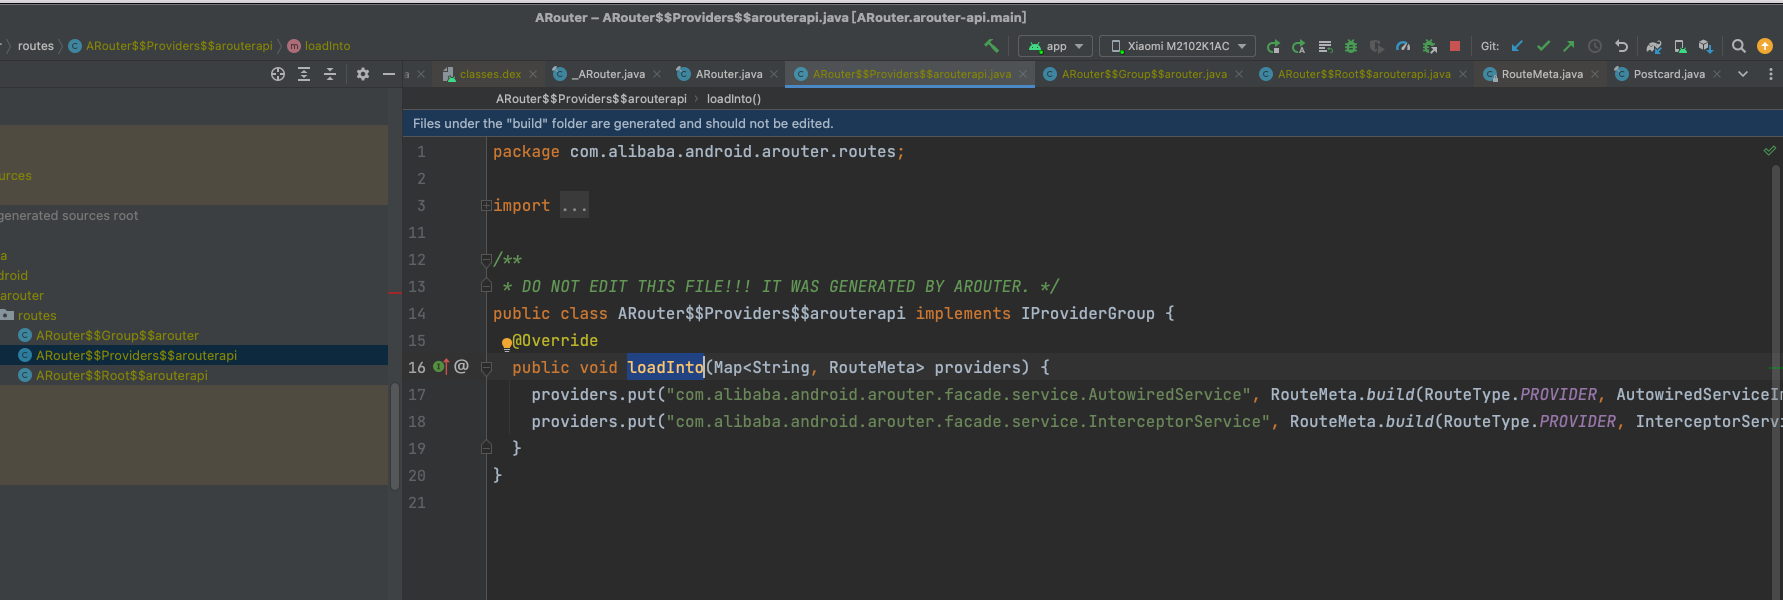 ARouter – ARouter$$Providers$$arouterapi.java [ARouter.arouter-api.main]
routes ARouter$$Providers$$arouterapi loadInto app Xiaomi M2102K1AC Git:
a classes.dex _ARouter.java ARouter.java ARouter$$Providers$$arouterapi.java ARouter$$Group$$arouter.java ARouter$$Root$$arouterapi.java RouteMeta.java Postcard.java
ARouter$$Providers$$arouterapi loadInto()
Files under the "build" folder are generated and should not be edited.
urces
generated sources root
a
droid
arouter
routes
ARouter$$Group$$arouter
ARouter$$Providers$$arouterapi
ARouter$$Root$$arouterapi
1 package com.alibaba.android.arouter.routes;
2
3 import ...
11
12 /**
13 * DO NOT EDIT THIS FILE!!! IT WAS GENERATED BY AROUTER. */
14 public class ARouter$$Providers$$arouterapi implements IProviderGroup {
15 @Override
16 @ public void loadInto(Map<String, RouteMeta> providers) {
17 providers.put("com.alibaba.android.arouter.facade.service.AutowiredService", RouteMeta.build(RouteType.PROVIDER, AutowiredServiceI
18 providers.put("com.alibaba.android.arouter.facade.service.InterceptorService", RouteMeta.build(RouteType.PROVIDER, InterceptorServi
19 }
20 }
21